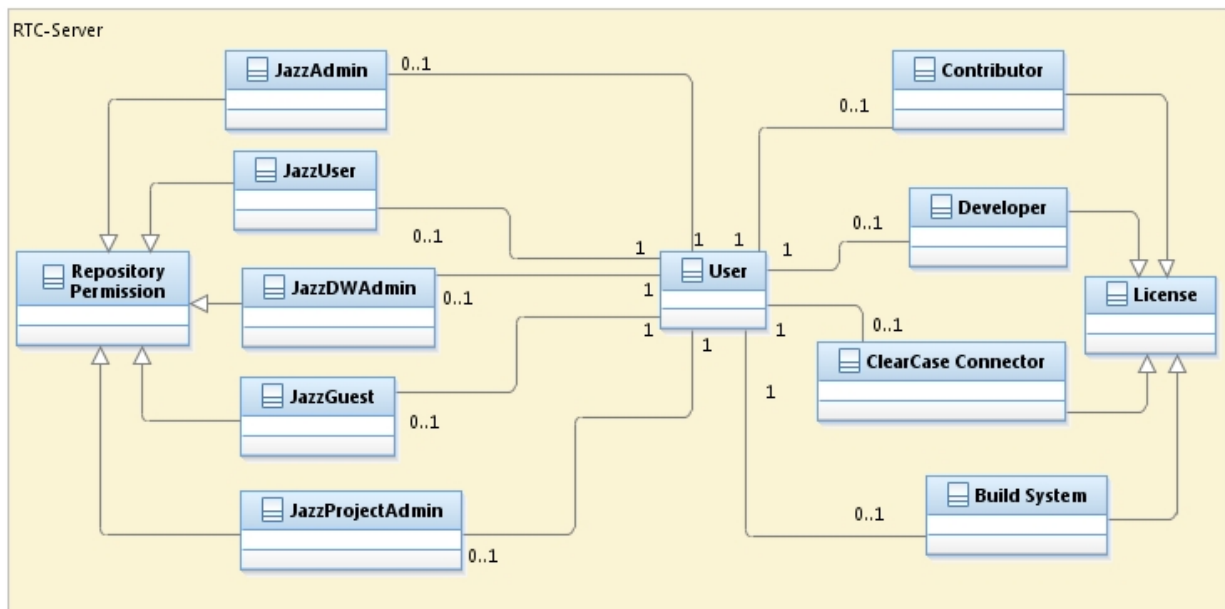 RTC-Server
JazzAdmin
0..1
Contributor
0..1
JazzUser
0..1
Developer
0..1
1
1
1
1
Repository
Permission
JazzDWAdmin
0..1
1
User
License
0..1
ClearCase Connector
1
1
1
1
JazzGuest
0..1
JazzProjectAdmin
0..1
Build System
0..1